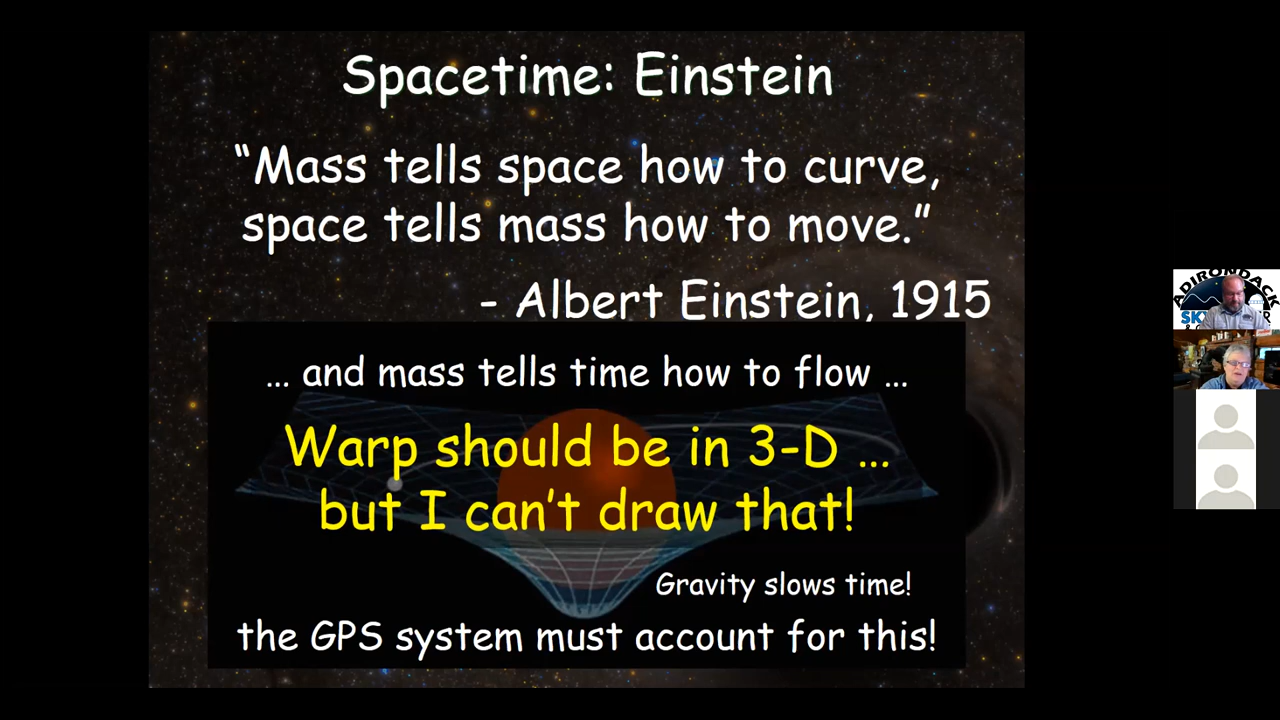 Spacetime: Einstein
“Mass tells space how to curve,
space tells mass how to move.”
- Albert Einstein, 1915
... and mass tells time how to flow ...
Warp should be in 3-D ...
but I can't draw that!
Gravity slows time!
the GPS system must account for this!
ADIRONDACK
SK